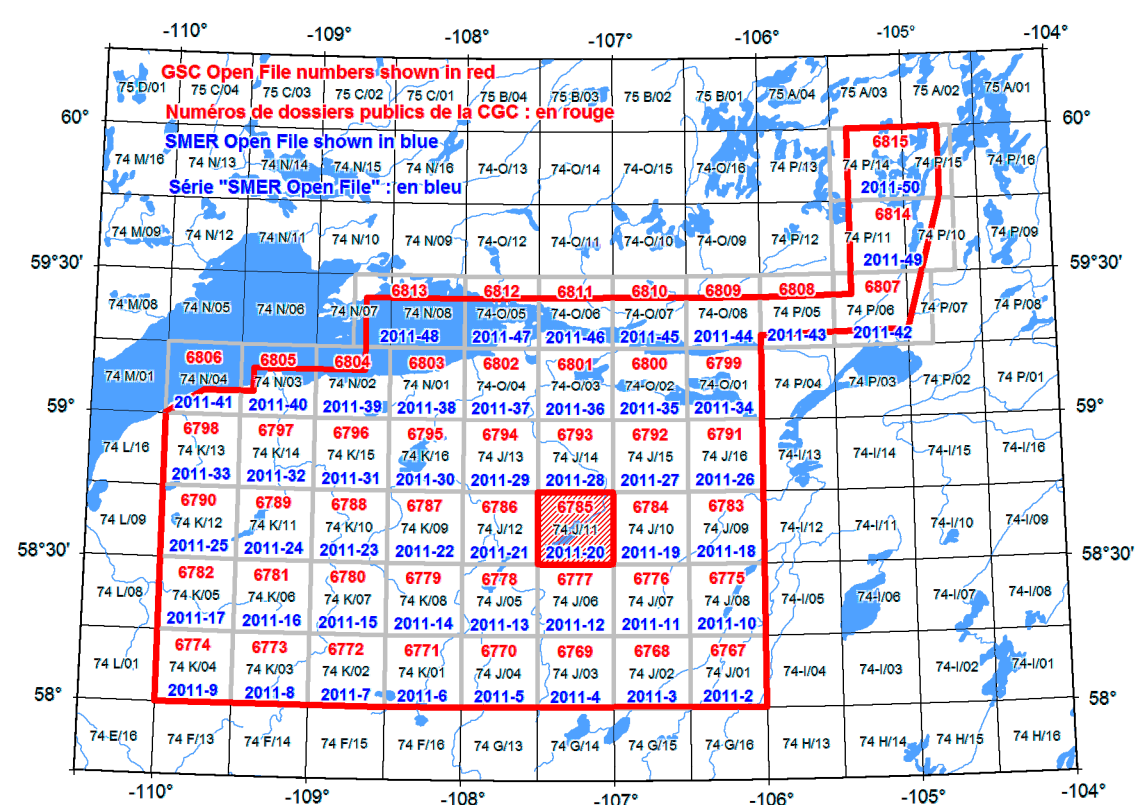 -110° -109° -108° -107° -106° -105° -104°
GSC Open File numbers shown in red
75 D/01 75 C/04 75 C/03 75 C/02 75 C/01 75 B/04 75 B/03 75 B/02 75 B/01 75 A/04 75 A/03 75 A/02 75 A/01
Numéros de dossiers publics de la CGC : en rouge
60° 60°
SMER Open File shown in blue
6815
74 M/16 74 N/13 74 N/14 74 N/15 74 N/16 74-O/13 74-O/14 74-O/15 74-O/16 74 P/13 74 P/14 74 P/15 74 P/16
Série "SMER Open File" : en bleu
2011-50
6814
74 M/09 74 N/12 74 N/11 74 N/10 74 N/09 74-O/12 74-O/11 74-O/10 74-O/09 74 P/12 74 P/11 74 P/10 74 P/09
2011-49
59°30' 59°30'
6813 6812 6811 6810 6809 6808 6807
74 M/08 74 N/05 74 N/06 74 N/07 74 N/08 74-O/05 74-O/06 74-O/07 74-O/08 74 P/05 74 P/06 74 P/07 74 P/08
2011-48 2011-47 2011-46 2011-45 2011-44 2011-43 2011-42
6806 6805 6804 6803 6802 6801 6800 6799
74 M/01 74 N/04 74 N/03 74 N/02 74 N/01 74-O/04 74-O/03 74-O/02 74-O/01 74 P/04 74 P/03 74 P/02 74 P/01
2011-41 2011-40 2011-39 2011-38 2011-37 2011-36 2011-35 2011-34
59° 59°
6798 6797 6796 6795 6794 6793 6792 6791
74 L/16 74 K/13 74 K/14 74 K/15 74 K/16 74 J/13 74 J/14 74 J/15 74 J/16 74-I/13 74-I/14 74-I/15 74-I/16
2011-33 2011-32 2011-31 2011-30 2011-29 2011-28 2011-27 2011-26
6790 6789 6788 6787 6786 6785 6784 6783
74 L/09 74 K/12 74 K/11 74 K/10 74 K/09 74 J/12 74-J/11 74 J/10 74 J/09 74-I/12 74-I/11 74-I/10 74-I/09
2011-25 2011-24 2011-23 2011-22 2011-21 2011-20 2011-19 2011-18
58°30' 58°30'
6782 6781 6780 6779 6778 6777 6776 6775
74 L/08 74 K/05 74 K/06 74 K/07 74 K/08 74 J/05 74 J/06 74 J/07 74 J/08 74-I/05 74-I/06 74-I/07 74-I/08
2011-17 2011-16 2011-15 2011-14 2011-13 2011-12 2011-11 2011-10
6774 6773 6772 6771 6770 6769 6768 6767
74 L/01 74 K/04 74 K/03 74 K/02 74 K/01 74 J/04 74 J/03 74 J/02 74 J/01 74-I/04 74-I/03 74-I/02 74-I/01
2011-9 2011-8 2011-7 2011-6 2011-5 2011-4 2011-3 2011-2
58° 58°
74 E/16 74 F/13 74 F/14 74 F/15 74 F/16 74 G/13 74 G/14 74 G/15 74 G/16 74 H/13 74 H/14 74 H/15 74 H/16
-110° -109° -108° -107° -106° -105° -104°